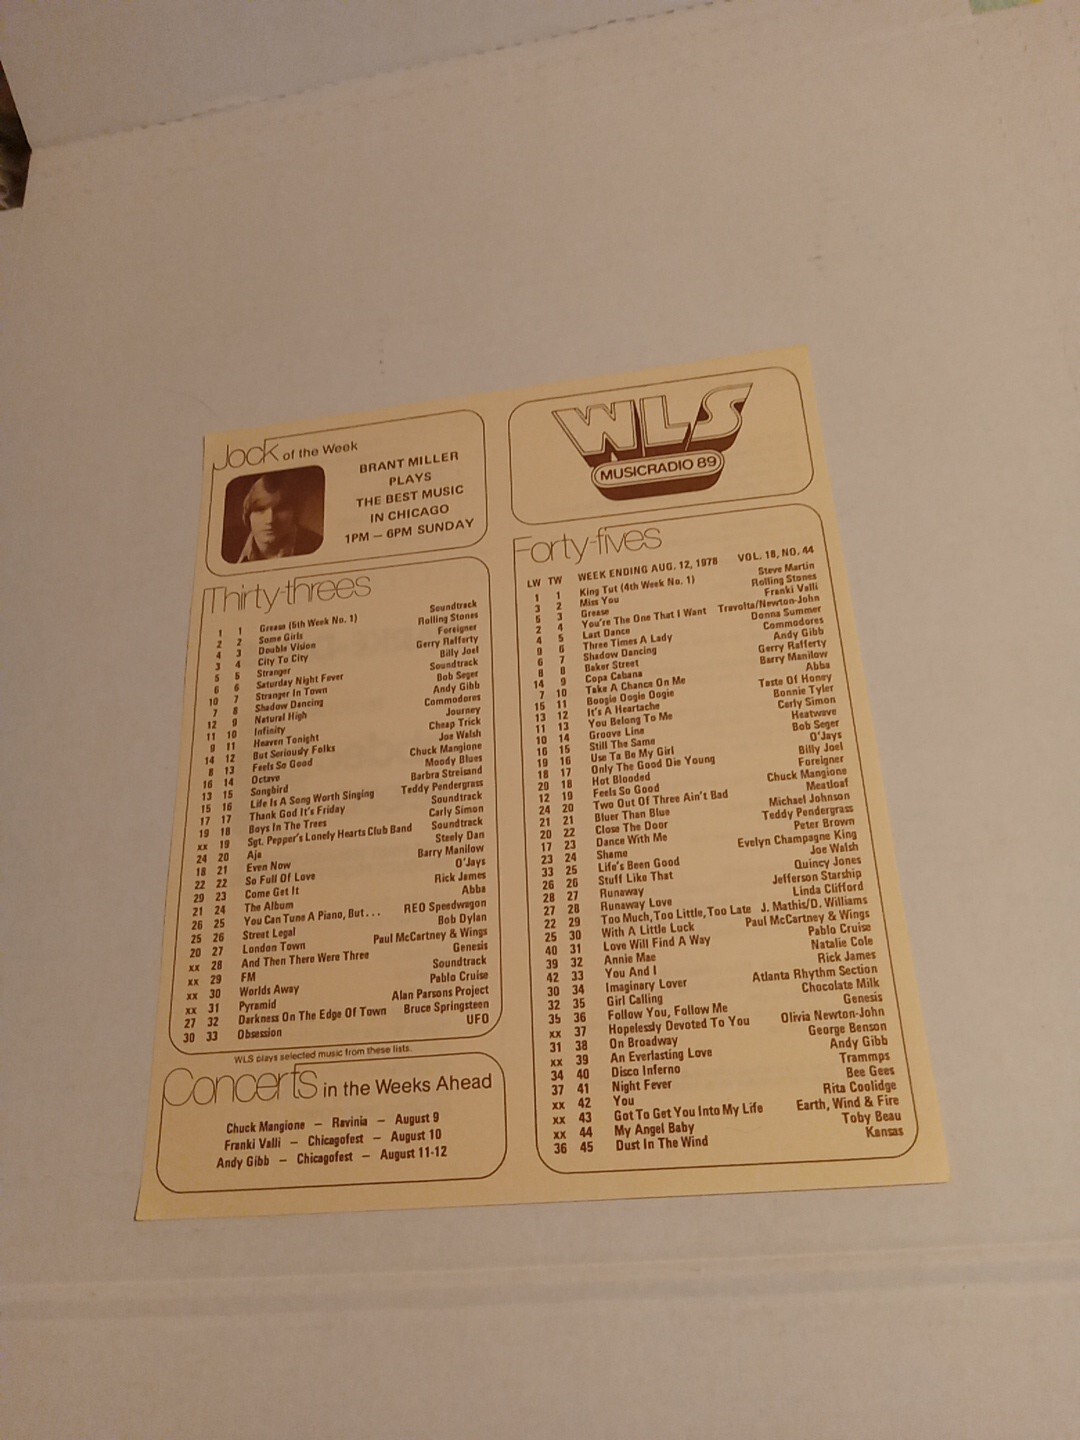 Jock of the Week
BRANT MILLER
PLAYS
THE BEST MUSIC
IN CHICAGO
1PM – 6PM SUNDAY
WLS
MUSICRADIO 89
Thirty-threes
1 1 Grease (5th Week No. 1) Soundtrack
2 2 Some Girls Rolling Stones
4 3 Double Vision Foreigner
3 4 City To City Gerry Rafferty
5 5 Stranger Billy Joel
6 6 Saturday Night Fever Soundtrack
10 7 Stranger In Town Bob Seger
7 8 Shadow Dancing Andy Gibb
12 9 Natural High Commodores
11 10 Infinity Journey
9 11 Heaven Tonight Cheap Trick
14 12 But Seriously Folks Joe Walsh
8 13 Feels So Good Chuck Mangione
16 14 Octave Moody Blues
13 15 Songbird Barbra Streisand
15 16 Life Is A Song Worth Singing Teddy Pendergrass
17 17 Thank God It's Friday Soundtrack
19 18 Boys In The Trees Carly Simon
xx 19 Sgt. Pepper's Lonely Hearts Club Band Soundtrack
24 20 Aja Steely Dan
18 21 Even Now Barry Manilow
22 22 So Full Of Love O'Jays
29 23 Come Get It Rick James
21 24 The Album Abba
26 25 You Can Tune A Piano, But . . . REO Speedwagon
25 26 Street Legal Bob Dylan
20 27 London Town Paul McCartney & Wings
xx 28 And Then There Were Three Genesis
xx 29 FM Soundtrack
xx 30 Worlds Away Pablo Cruise
xx 31 Pyramid Alan Parsons Project
27 32 Darkness On The Edge Of Town Bruce Springsteen
30 33 Obsession UFO
WLS plays selected music from these lists.
Concerts in the Weeks Ahead
Chuck Mangione – Ravinia – August 9
Franki Valli – Chicagofest – August 10
Andy Gibb – Chicagofest – August 11-12
Forty-fives
LW TW WEEK ENDING AUG. 12, 1978 VOL. 18, NO. 44
1 1 King Tut (4th Week No. 1) Steve Martin
3 2 Miss You Rolling Stones
5 3 Grease Franki Valli
2 4 You're The One That I Want Travolta/Newton-John
4 5 Last Dance Donna Summer
9 6 Three Times A Lady Commodores
6 7 Shadow Dancing Andy Gibb
8 8 Baker Street Gerry Rafferty
14 9 Copa Cabana Barry Manilow
7 10 Take A Chance On Me Abba
15 11 Boogie Oogie Oogie Taste Of Honey
13 12 It's A Heartache Bonnie Tyler
11 13 You Belong To Me Carly Simon
10 14 Groove Line Heatwave
16 15 Still The Same Bob Seger
19 16 Use Ta Be My Girl O'Jays
18 17 Only The Good Die Young Billy Joel
29 18 Hot Blooded Foreigner
12 19 Feels So Good Chuck Mangione
24 20 Two Out Of Three Ain't Bad Meatloaf
21 21 Bluer Than Blue Michael Johnson
20 22 Close The Door Teddy Pendergrass
17 23 Dance With Me Peter Brown
23 24 Shame Evelyn Champagne King
33 25 Life's Been Good Joe Walsh
26 26 Stuff Like That Quincy Jones
28 27 Runaway Jefferson Starship
27 28 Runaway Love Linda Clifford
22 29 Too Much, Too Little, Too Late J. Mathis/D. Williams
25 30 With A Little Luck Paul McCartney & Wings
40 31 Love Will Find A Way Pablo Cruise
39 32 Annie Mae Natalie Cole
42 33 You And I Rick James
30 34 Imaginary Lover Atlanta Rhythm Section
32 35 Girl Calling Chocolate Milk
35 36 Follow You, Follow Me Genesis
xx 37 Hopelessly Devoted To You Olivia Newton-John
31 38 On Broadway George Benson
xx 39 An Everlasting Love Andy Gibb
34 40 Disco Inferno Trammps
37 41 Night Fever Bee Gees
xx 42 You Rita Coolidge
xx 43 Got To Get You Into My Life Earth, Wind & Fire
xx 44 My Angel Baby Toby Beau
36 45 Dust In The Wind Kansas